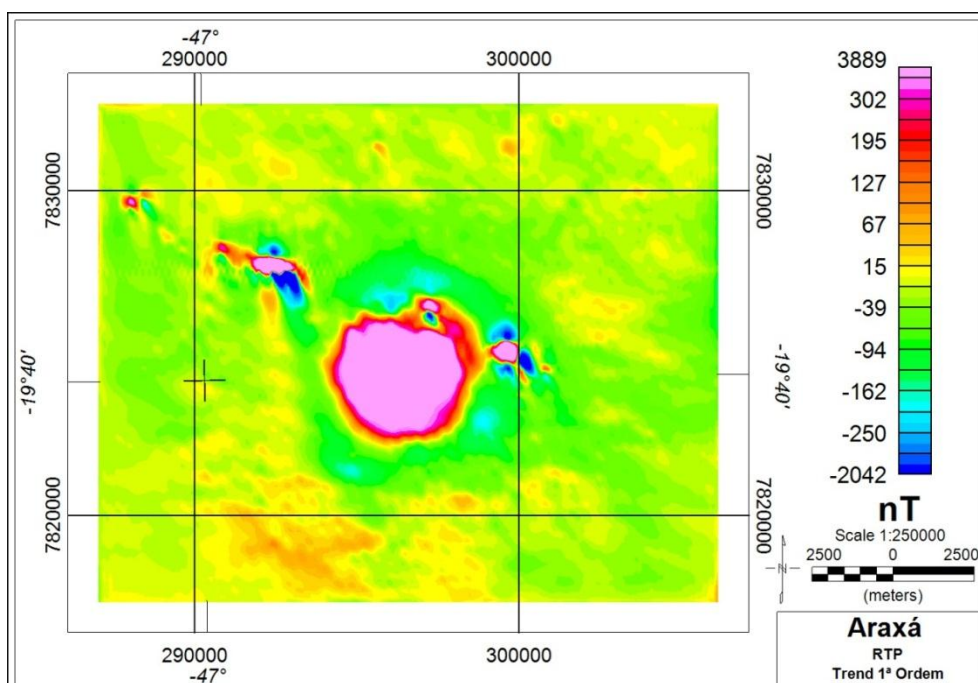 -47°
290000
300000
3889
302
195
127
67
15
-39
-94
-162
-250
-2042
nT
Scale 1:250000
2500 0 2500
(meters)
N
Araxá
RTP
Trend 1ª Ordem
7830000
7830000
-19°40'
-19°40'
7820000
7820000
290000
300000
-47°